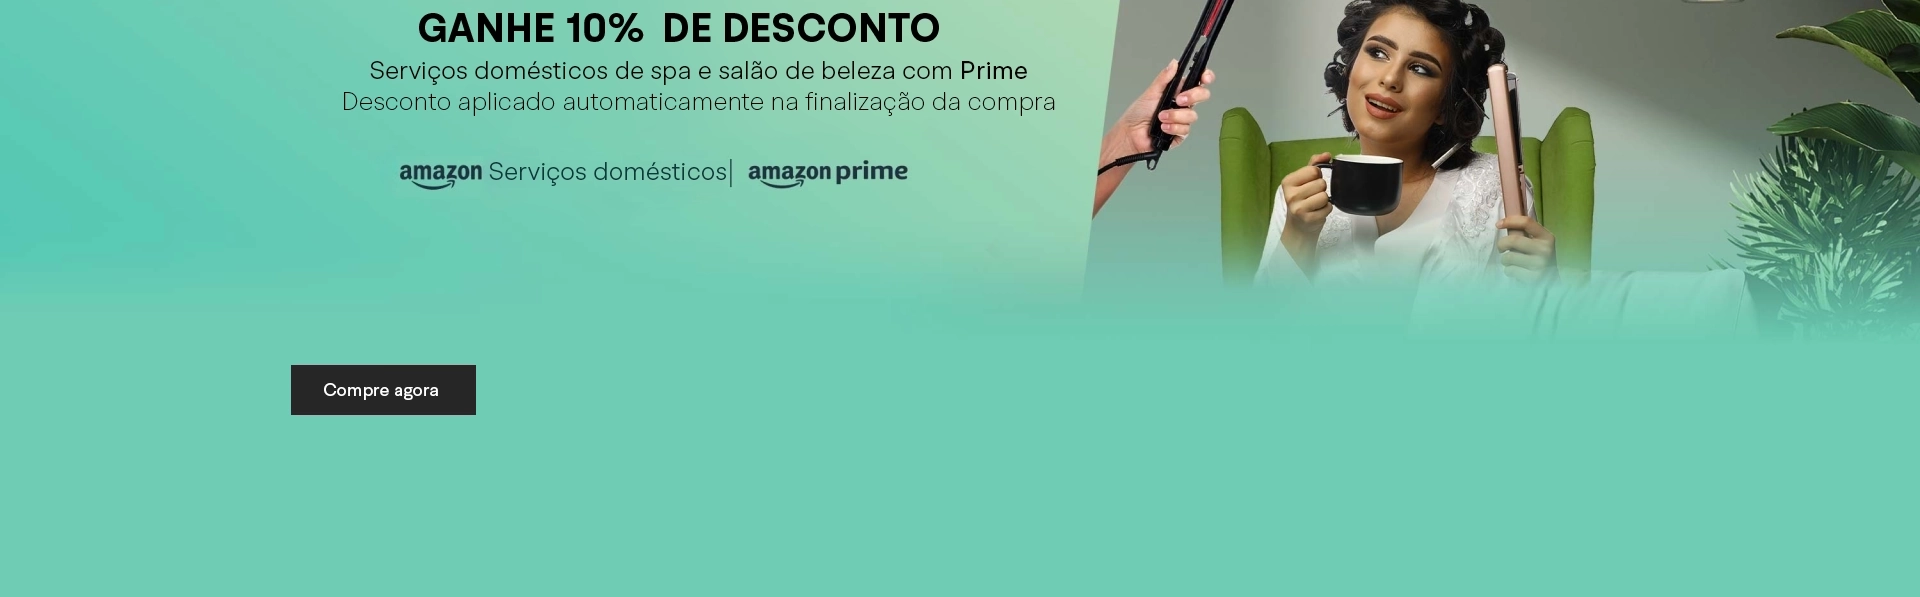 GANHE 10% DE DESCONTO
Serviços domésticos de spa e salão de beleza com Prime
Desconto aplicado automaticamente na finalização da compra
amazon Serviços domésticos| amazon prime
Compre agora